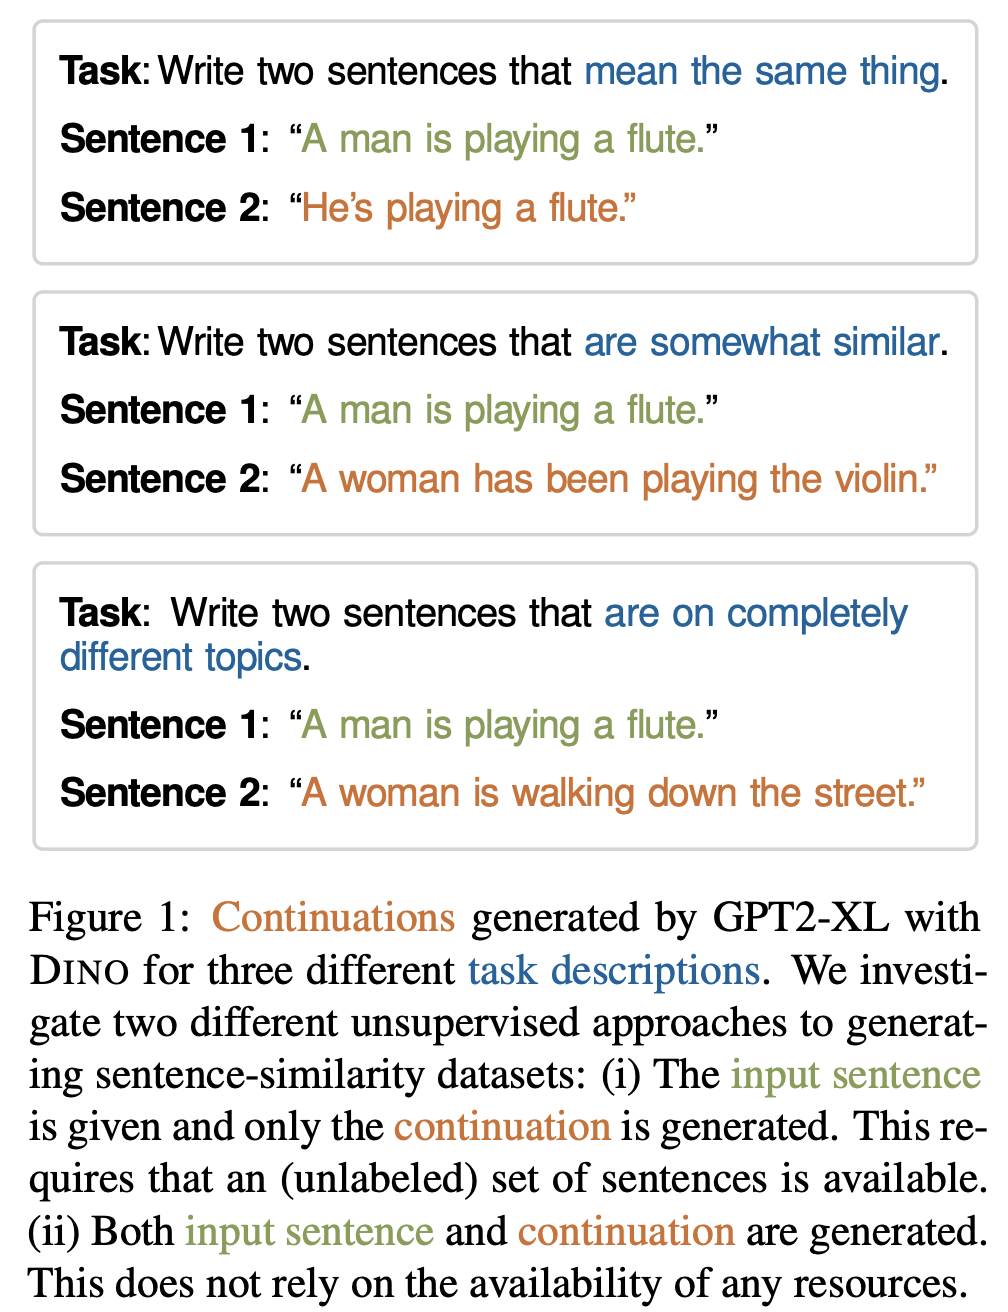 Task: Write two sentences that mean the same thing.
Sentence 1: “A man is playing a flute.”
Sentence 2: “He’s playing a flute.”
Task: Write two sentences that are somewhat similar.
Sentence 1: “A man is playing a flute.”
Sentence 2: “A woman has been playing the violin.”
Task: Write two sentences that are on completely
different topics.
Sentence 1: “A man is playing a flute.”
Sentence 2: “A woman is walking down the street.”
Figure 1: Continuations generated by GPT2-XL with
DINO for three different task descriptions. We investi-
gate two different unsupervised approaches to generat-
ing sentence-similarity datasets: (i) The input sentence
is given and only the continuation is generated. This re-
quires that an (unlabeled) set of sentences is available.
(ii) Both input sentence and continuation are generated.
This does not rely on the availability of any resources.